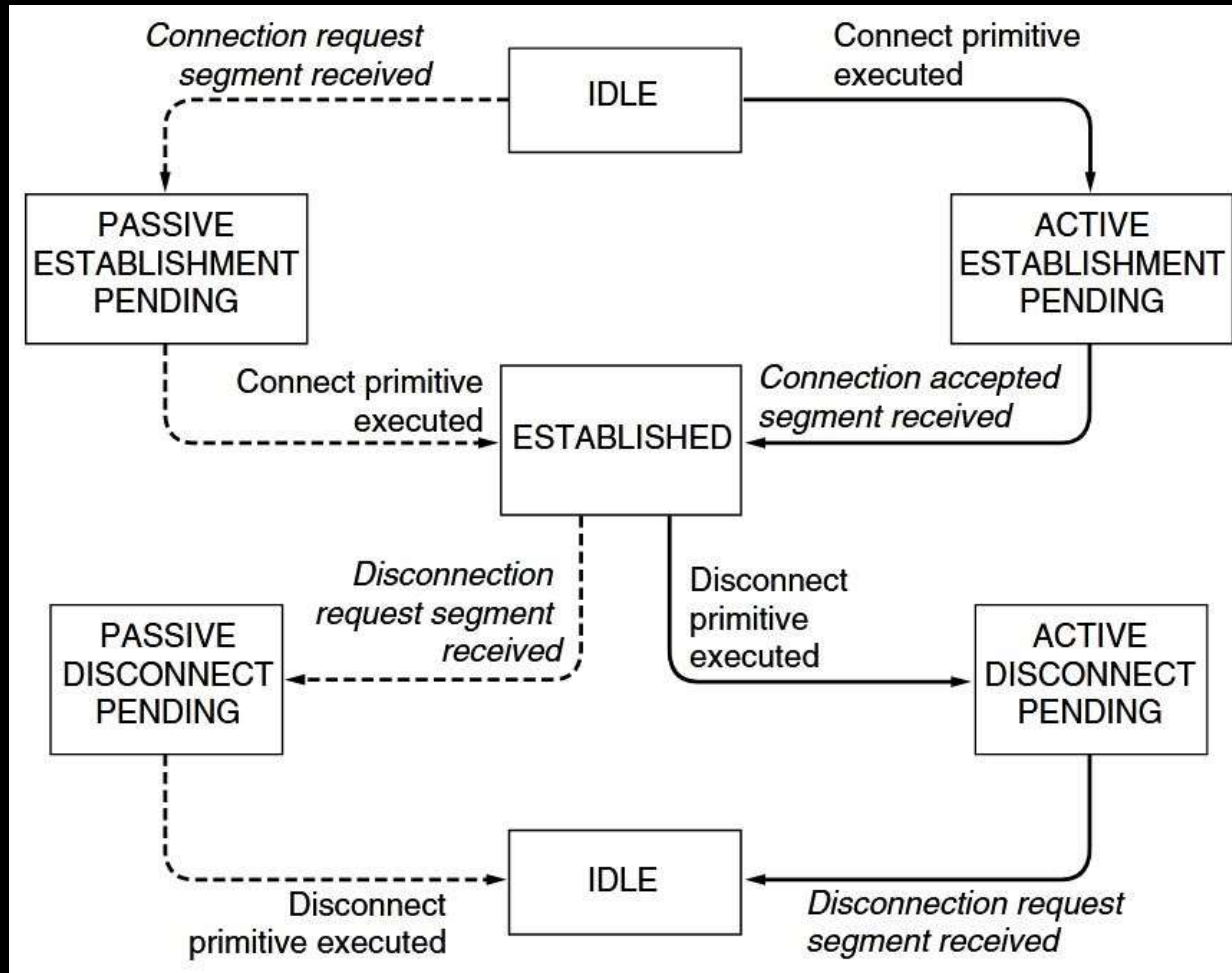 Connection request
segment received
IDLE
Connect primitive
executed
PASSIVE
ESTABLISHMENT
PENDING
ACTIVE
ESTABLISHMENT
PENDING
Connect primitive
executed
ESTABLISHED
Connection accepted
segment received
Disconnection
request segment
received
Disconnect
primitive
executed
PASSIVE
DISCONNECT
PENDING
ACTIVE
DISCONNECT
PENDING
IDLE
Disconnect
primitive executed
Disconnection request
segment received